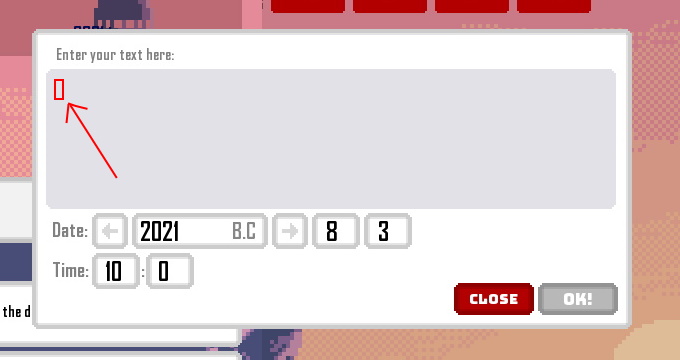 Enter your text here:
Date: 2021 B.C 8 3
Time: 10 : 0
CLOSE OK!
the d